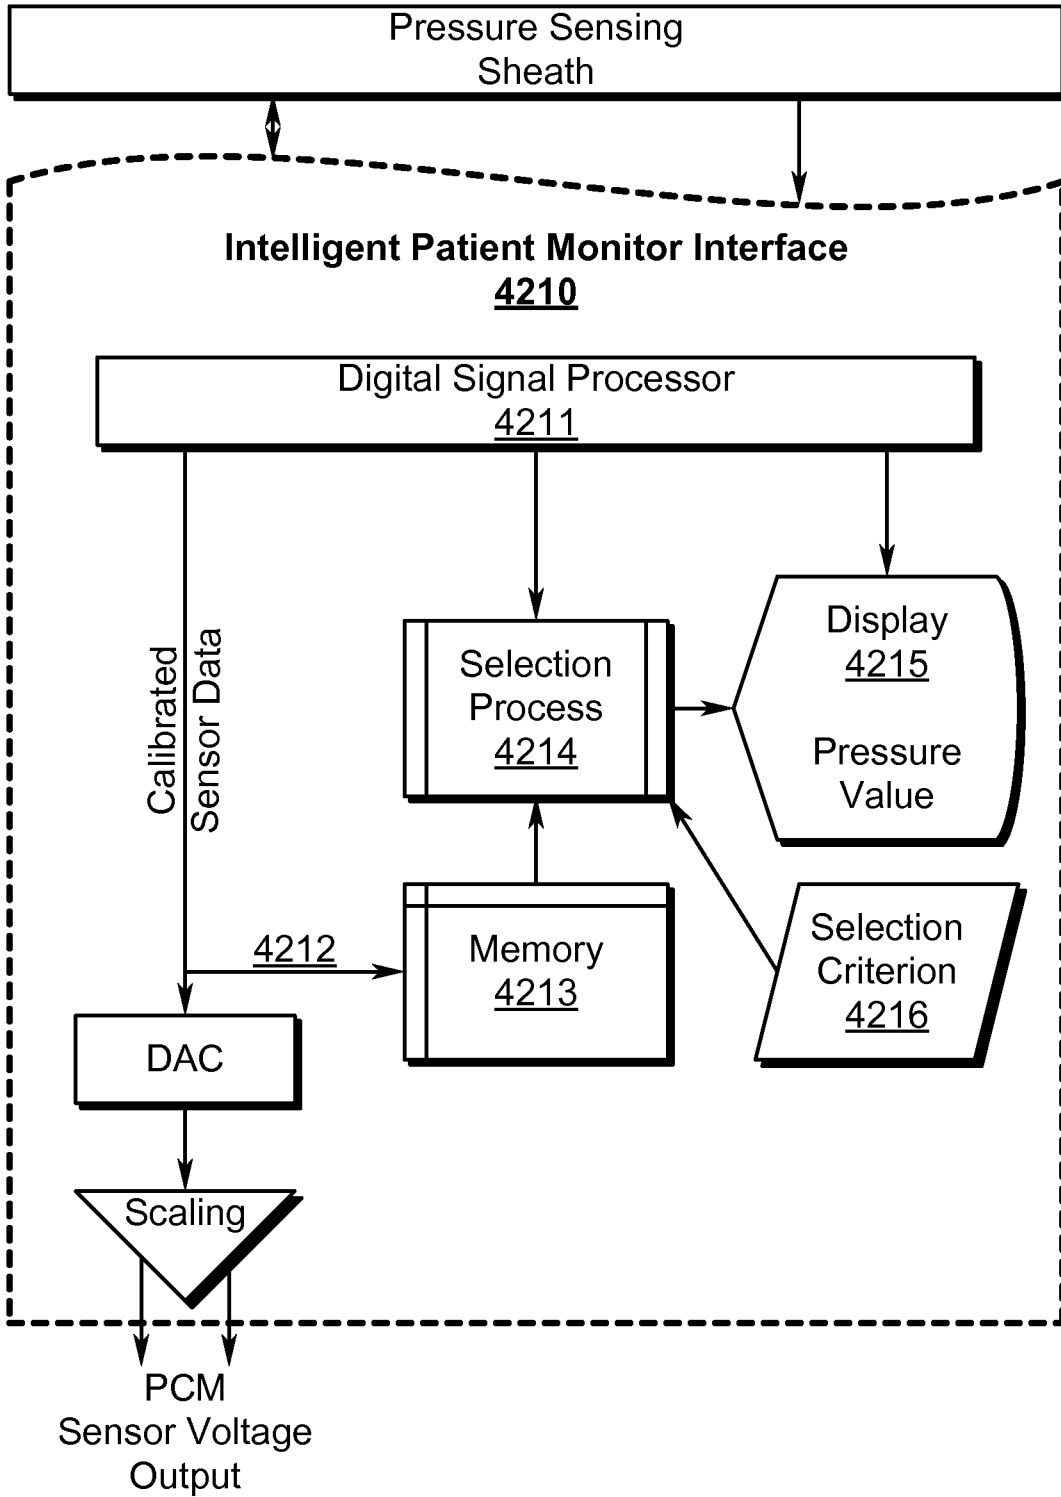 Pressure Sensing
Sheath
Intelligent Patient Monitor Interface
4210
Digital Signal Processor
4211
Calibrated
Sensor Data
Selection
Process
4214
Display
4215
Pressure
Value
4212
Memory
4213
Selection
Criterion
4216
DAC
Scaling
PCM
Sensor Voltage
Output